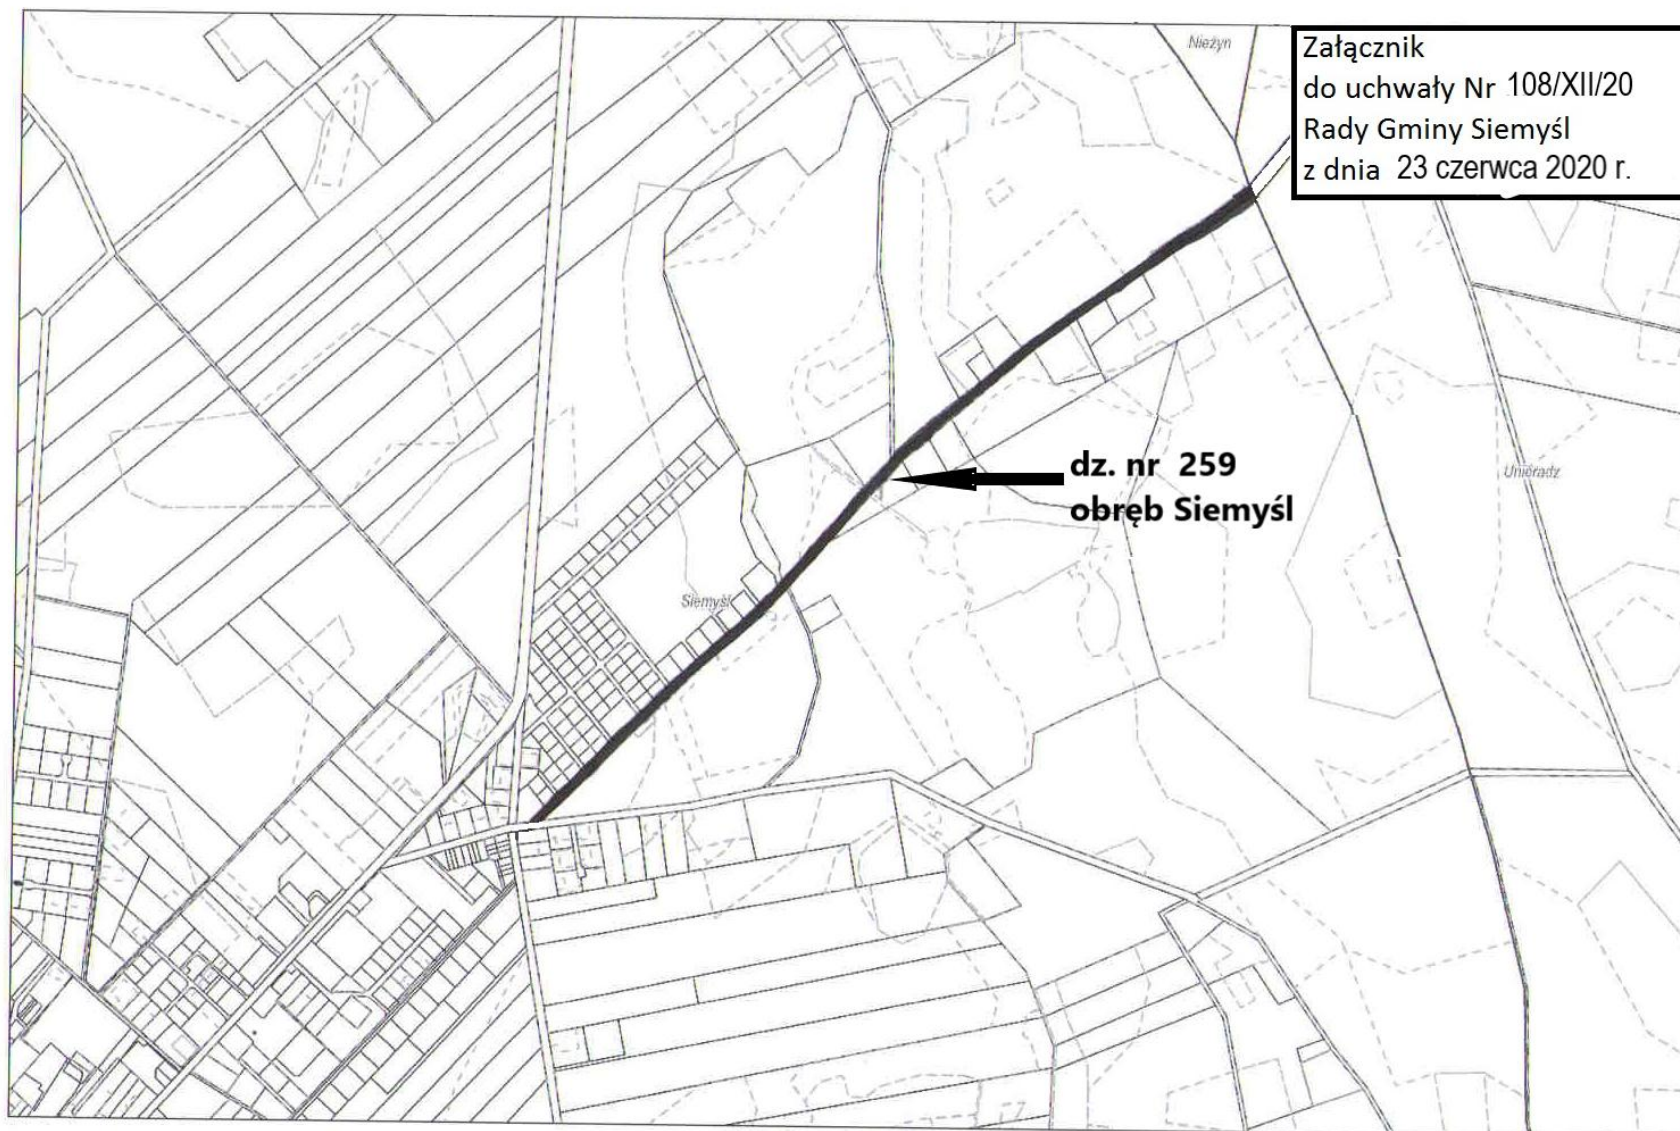 Nieżyn
Załącznik
do uchwały Nr 108/XII/20
Rady Gminy Siemyśl
z dnia 23 czerwca 2020 r.
dz. nr 259
obręb Siemyśl
Unieradz
Siemyśl